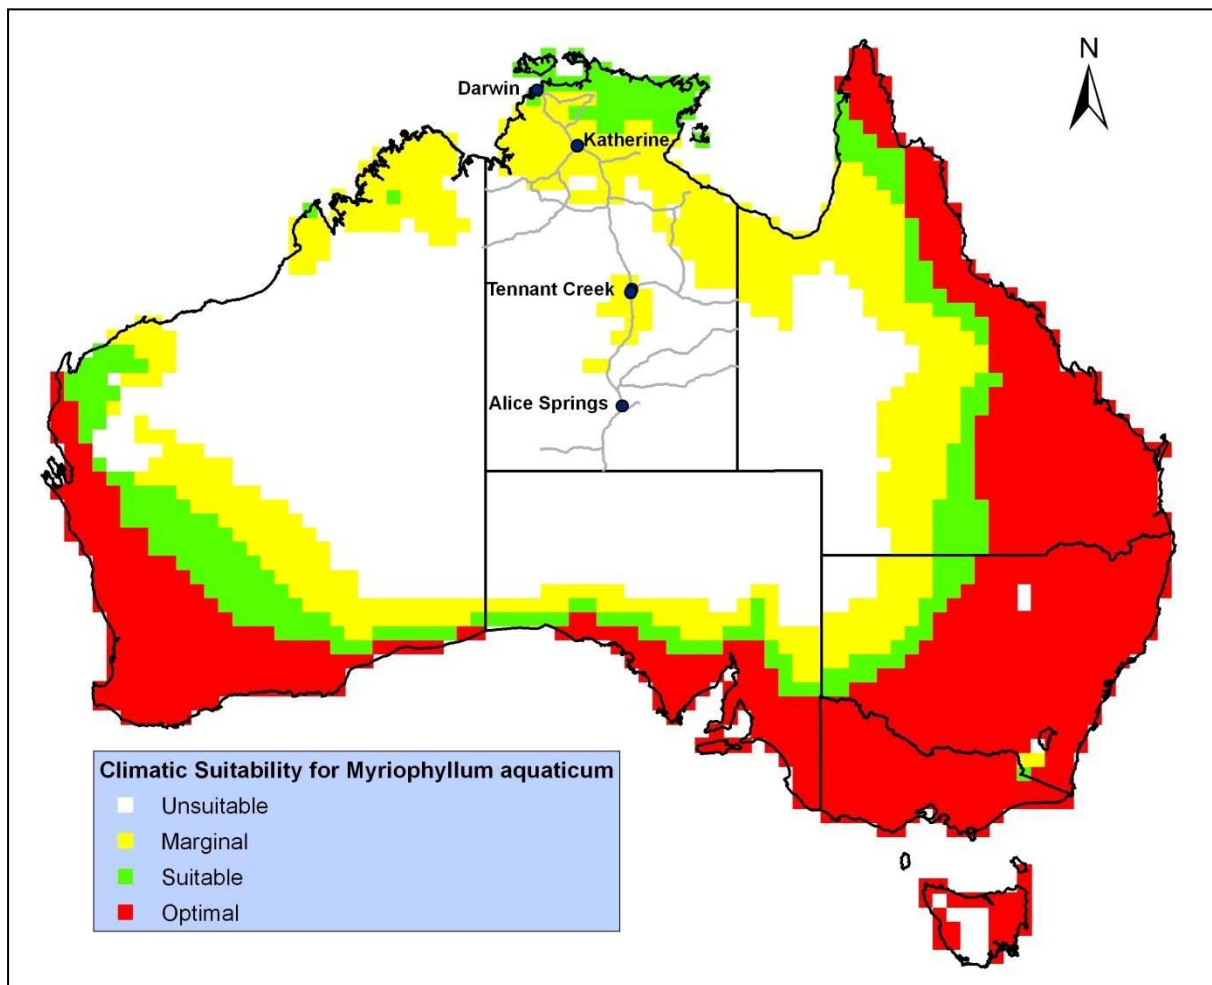 N
Darwin
Katherine
Tennant Creek
Alice Springs
Climatic Suitability for Myriophyllum aquaticum
Unsuitable
Marginal
Suitable
Optimal